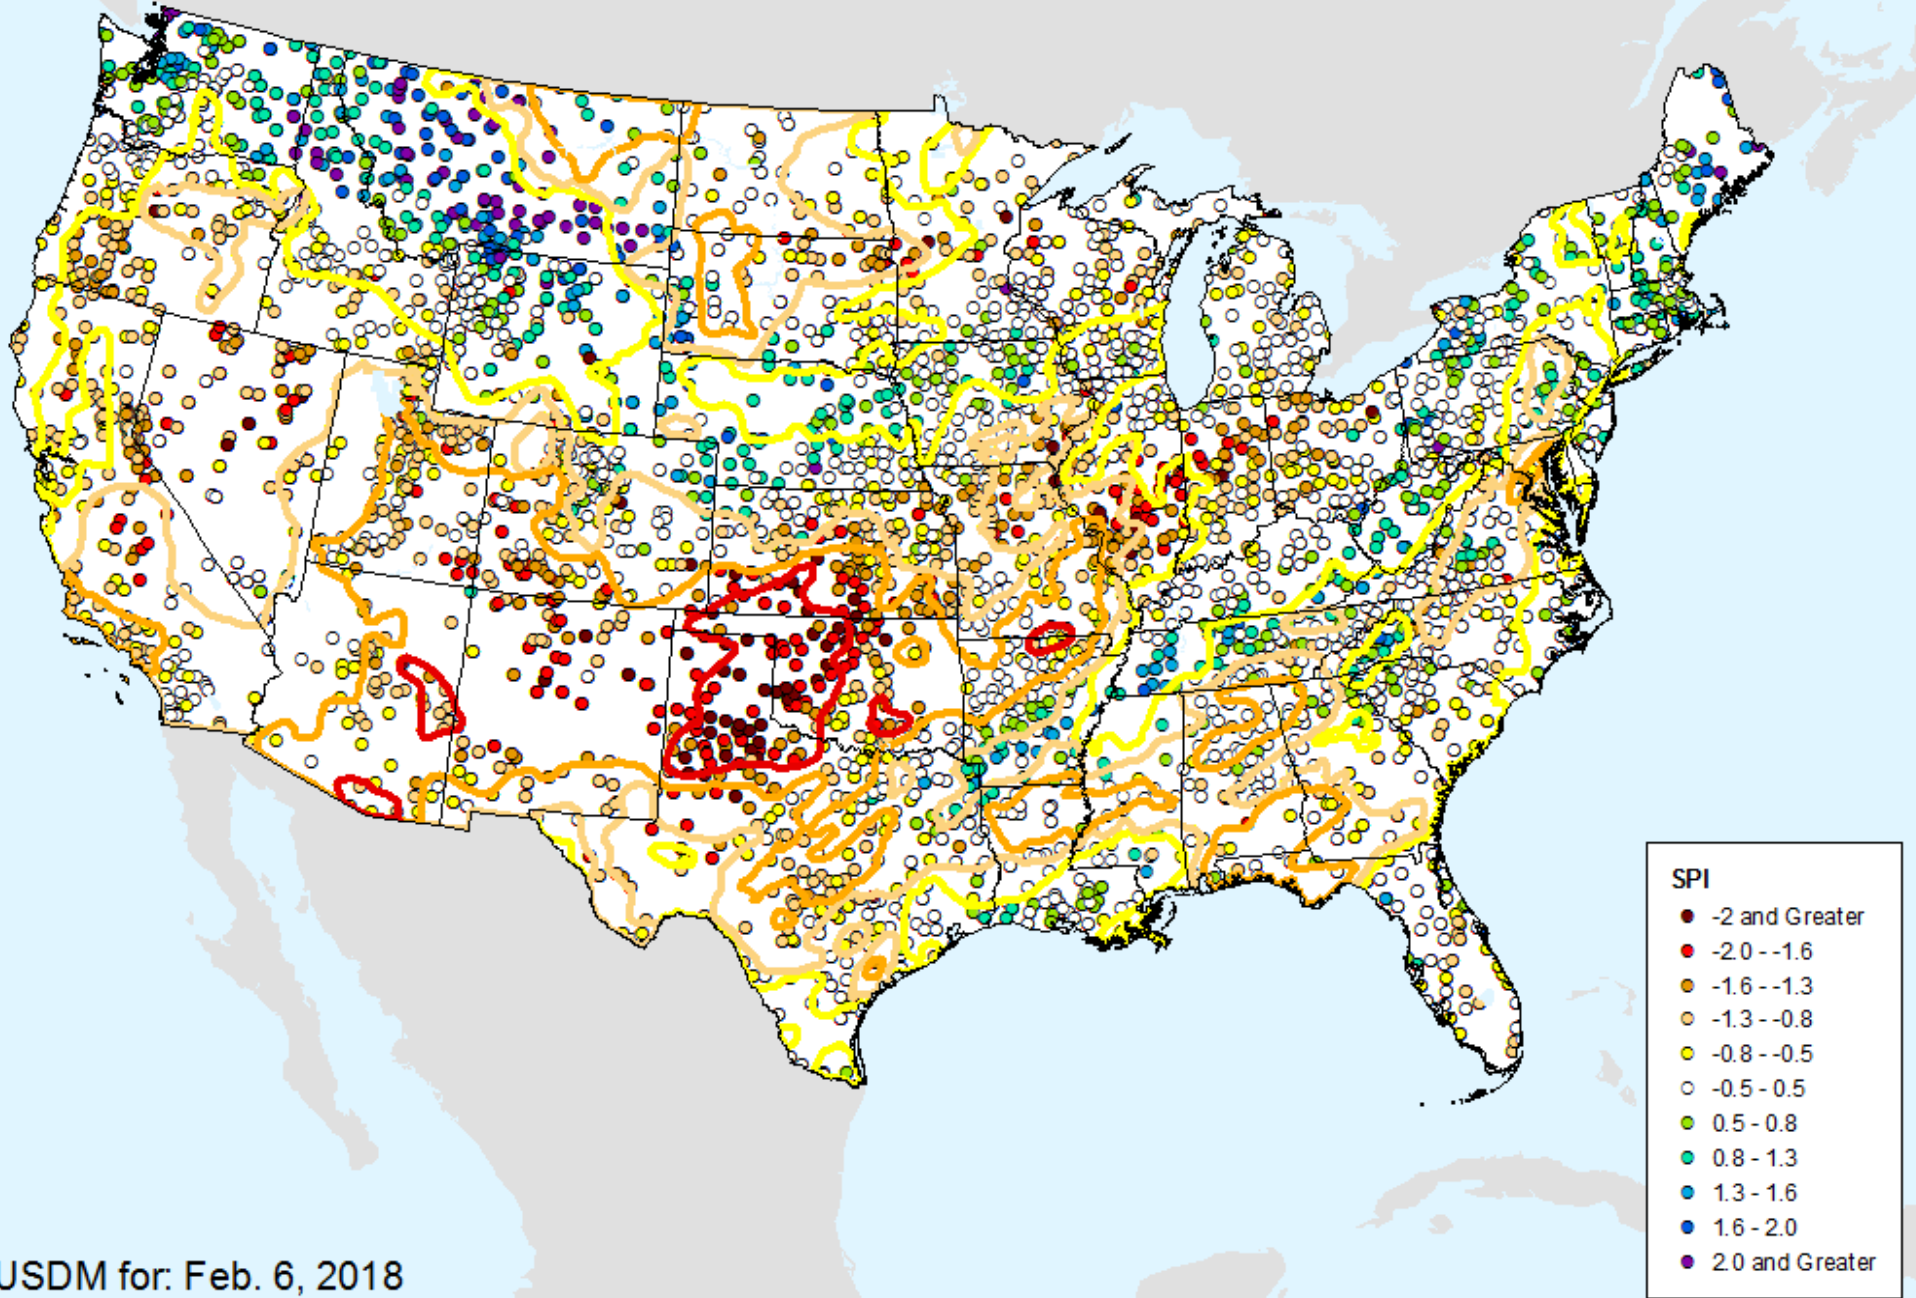 SPI
-2 and Greater
-2.0 - -1.6
-1.6 - -1.3
-1.3 - -0.8
-0.8 - -0.5
-0.5 - 0.5
0.5 - 0.8
0.8 - 1.3
1.3 - 1.6
1.6 - 2.0
2.0 and Greater
USDM for: Feb. 6, 2018